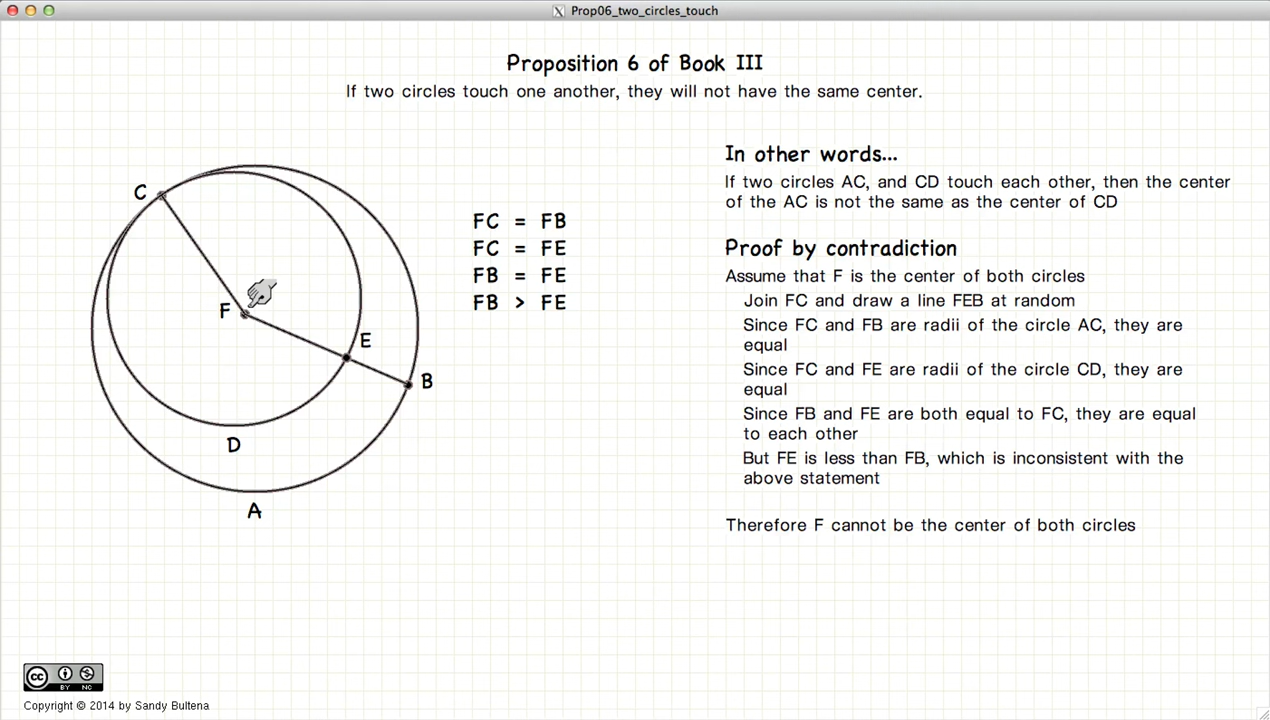 Prop06_two_circles_touch
Proposition 6 of Book III
If two circles touch one another, they will not have the same center.
C
F
E
B
D
A
FC = FB
FC = FE
FB = FE
FB > FE
In other words...
If two circles AC, and CD touch each other, then the center
of the AC is not the same as the center of CD
Proof by contradiction
Assume that F is the center of both circles
Join FC and draw a line FEB at random
Since FC and FB are radii of the circle AC, they are
equal
Since FC and FE are radii of the circle CD, they are
equal
Since FB and FE are both equal to FC, they are equal
to each other
But FE is less than FB, which is inconsistent with the
above statement
Therefore F cannot be the center of both circles
cc
BY NC
Copyright © 2014 by Sandy Bultena